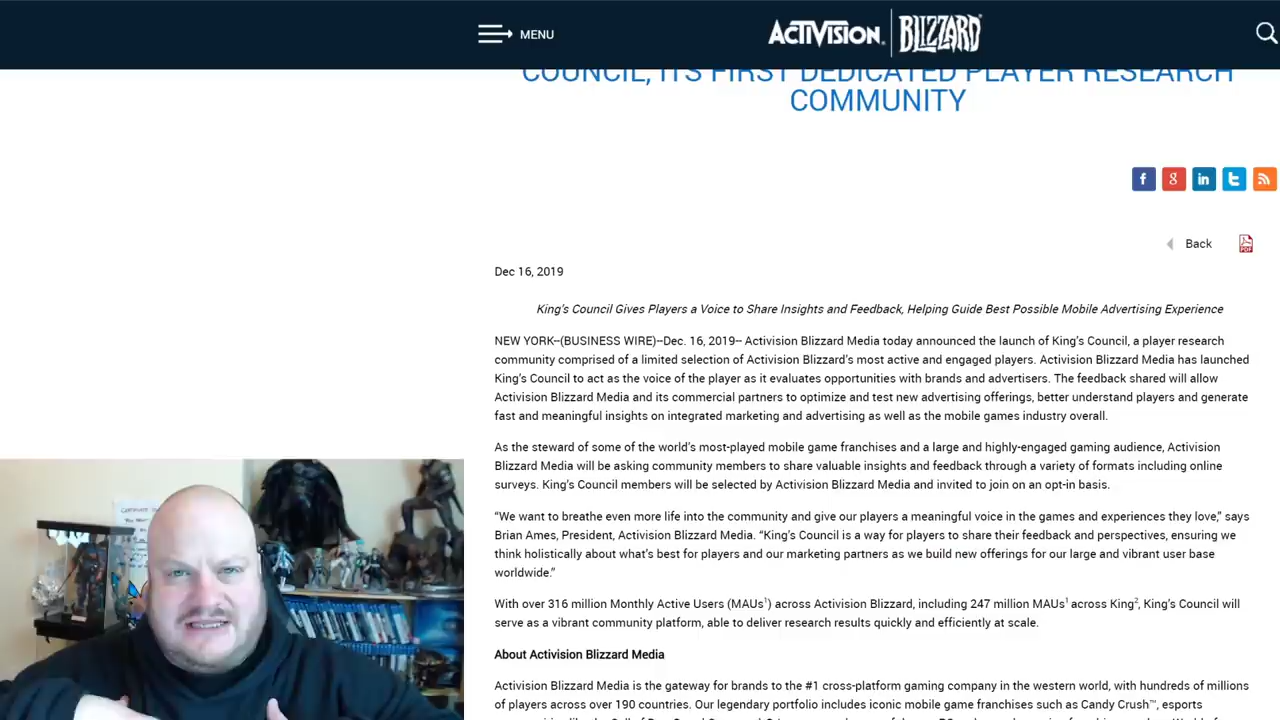 MENU
ACTIVISION. BLIZZARD
COUNCIL, ITS FIRST DEDICATED PLAYER RESEARCH
COMMUNITY
Back
Dec 16, 2019
King's Council Gives Players a Voice to Share Insights and Feedback, Helping Guide Best Possible Mobile Advertising Experience
NEW YORK--(BUSINESS WIRE)--Dec. 16, 2019-- Activision Blizzard Media today announced the launch of King's Council, a player research
community comprised of a limited selection of Activision Blizzard's most active and engaged players. Activision Blizzard Media has launched
King's Council to act as the voice of the player as it evaluates opportunities with brands and advertisers. The feedback shared will allow
Activision Blizzard Media and its commercial partners to optimize and test new advertising offerings, better understand players and generate
fast and meaningful insights on integrated marketing and advertising as well as the mobile games industry overall.
As the steward of some of the world's most-played mobile game franchises and a large and highly-engaged gaming audience, Activision
Blizzard Media will be asking community members to share valuable insights and feedback through a variety of formats including online
surveys. King's Council members will be selected by Activision Blizzard Media and invited to join on an opt-in basis.
“We want to breathe even more life into the community and give our players a meaningful voice in the games and experiences they love,” says
Brian Ames, President, Activision Blizzard Media. “King's Council is a way for players to share their feedback and perspectives, ensuring we
think holistically about what's best for players and our marketing partners as we build new offerings for our large and vibrant user base
worldwide.”
With over 316 million Monthly Active Users (MAUs1) across Activision Blizzard, including 247 million MAUs1 across King2, King's Council will
serve as a vibrant community platform, able to deliver research results quickly and efficiently at scale.
About Activision Blizzard Media
Activision Blizzard Media is the gateway for brands to the #1 cross-platform gaming company in the western world, with hundreds of millions
of players across over 190 countries. Our legendary portfolio includes iconic mobile game franchises such as Candy Crush™, esports